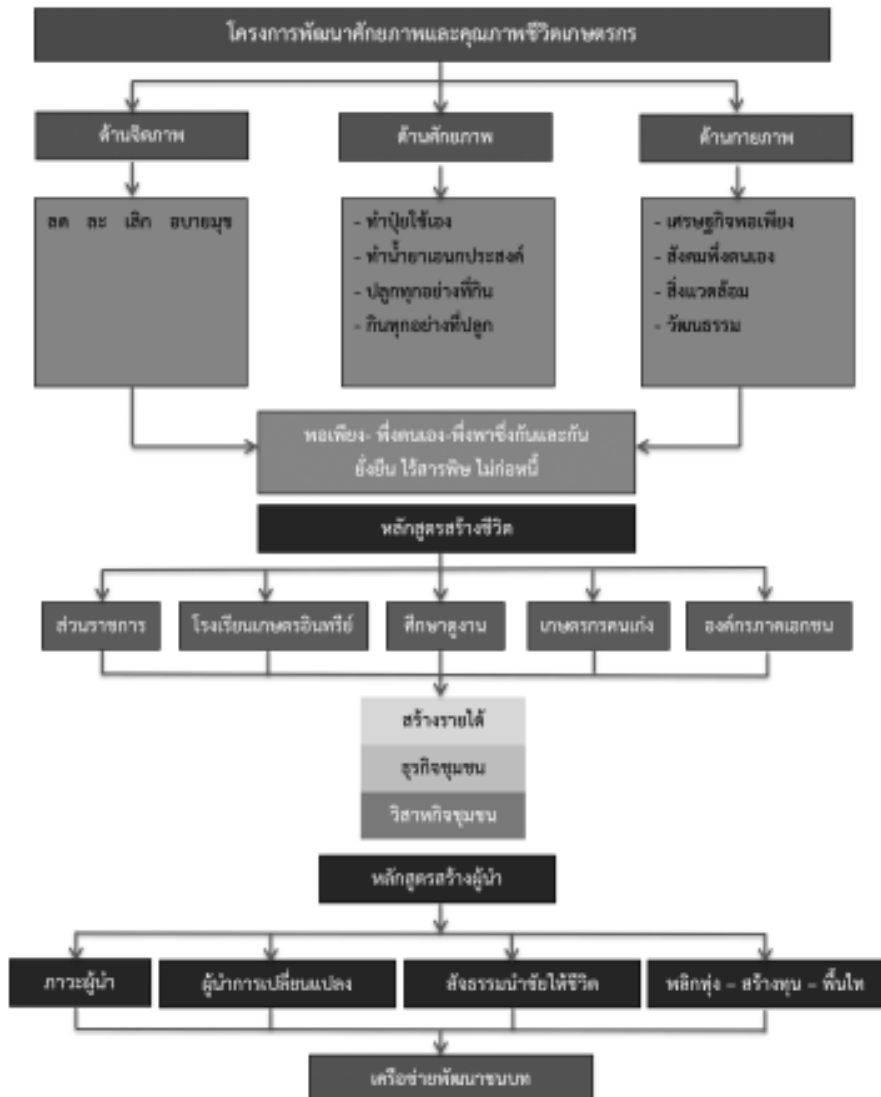 โครงการพัฒนาศักยภาพและคุณภาพชีวิตเกษตรกร
ด้านจิตภาพ
ด้านศักยภาพ
ด้านกายภาพ
ลด ละ เลิก อบายมุข
- ทำปุ๋ยใช้เอง
- ทำน้ำยาเอนกประสงค์
- ปลูกทุกอย่างที่กิน
- กินทุกอย่างที่ปลูก
- เศรษฐกิจพอเพียง
- สังคมพึ่งตนเอง
- สิ่งแวดล้อม
- วัฒนธรรม
พอเพียง- พึ่งตนเอง-พึ่งพาซึ่งกันและกัน
ยั่งยืน ไร้สารพิษ ไม่ก่อหนี้
หลักสูตรสร้างชีวิต
ส่วนราชการ
โรงเรียนเกษตรอินทรีย์
ศึกษาดูงาน
เกษตรกรคนเก่ง
องค์กรภาคเอกชน
สร้างรายได้
ธุรกิจชุมชน
วิสาหกิจชุมชน
หลักสูตรสร้างผู้นำ
ภาวะผู้นำ
ผู้นำการเปลี่ยนแปลง
สัจธรรมนำชัยให้ชีวิต
พลิกทุ่ง – สร้างทุน – ฟื้นไท
เครือข่ายพัฒนาชนบท